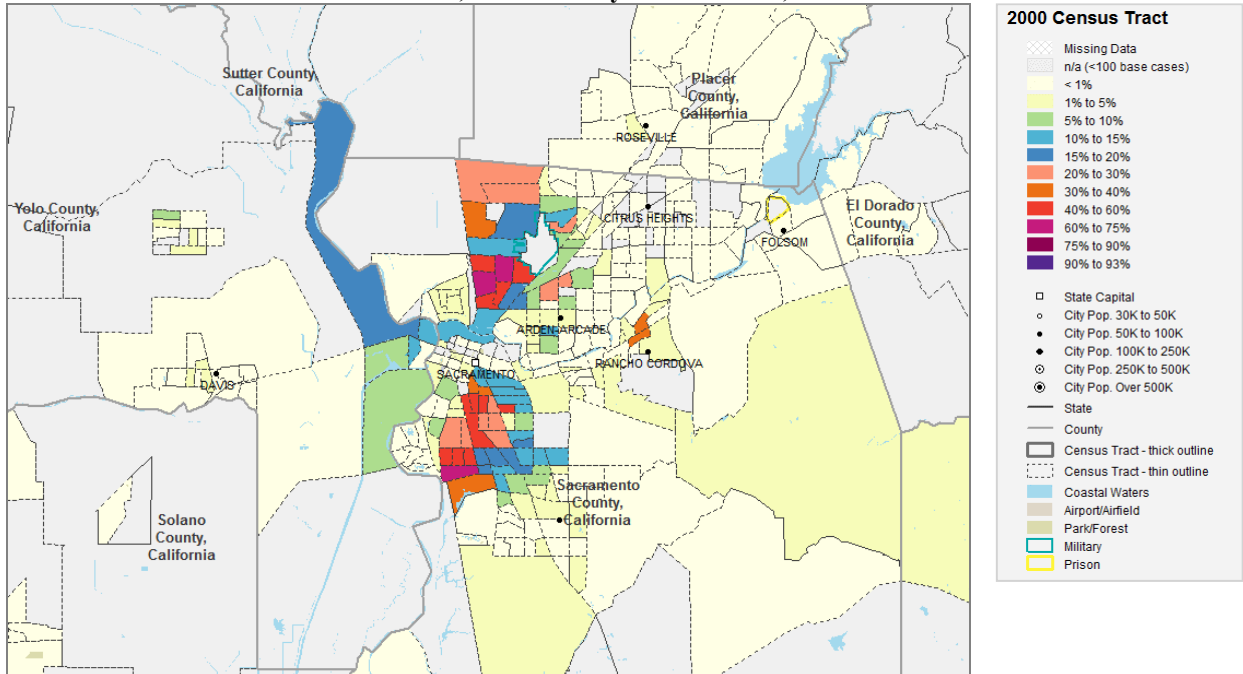 Sutter County,
California
Placer
County,
California
ROSEVILLE
Yolo County,
California
CITRUS HEIGHTS
El Dorado
County,
California
FOLSOM
ARDEN-ARCADE
RANCHO CORDOVA
SACRAMENTO
DAVIS
Sacramento
County,
California
Solano
County,
California
2000 Census Tract
Missing Data
n/a (<100 base cases)
< 1%
1% to 5%
5% to 10%
10% to 15%
15% to 20%
20% to 30%
30% to 40%
40% to 60%
60% to 75%
75% to 90%
90% to 93%
State Capital
City Pop. 30K to 50K
City Pop. 50K to 100K
City Pop. 100K to 250K
City Pop. 250K to 500K
City Pop. Over 500K
State
County
Census Tract - thick outline
Census Tract - thin outline
Coastal Waters
Airport/Airfield
Park/Forest
Military
Prison